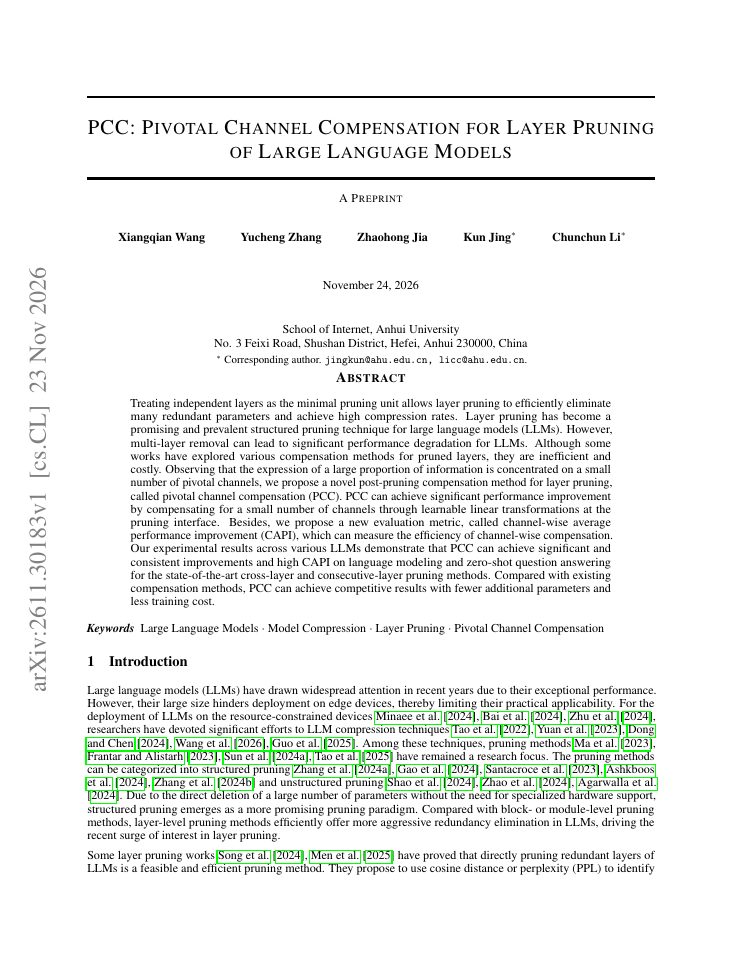 PCC: PIVOTAL CHANNEL COMPENSATION FOR LAYER PRUNING
OF LARGE LANGUAGE MODELS
A PREPRINT
Xiangqian Wang Yucheng Zhang Zhaohong Jia Kun Jing* Chunchun Li*
November 24, 2026
School of Internet, Anhui University
No. 3 Feixi Road, Shushan District, Hefei, Anhui 230000, China
* Corresponding author. jingkun@ahu.edu.cn, licc@ahu.edu.cn.
ABSTRACT
Treating independent layers as the minimal pruning unit allows layer pruning to efficiently eliminate
many redundant parameters and achieve high compression rates. Layer pruning has become a
promising and prevalent structured pruning technique for large language models (LLMs). However,
multi-layer removal can lead to significant performance degradation for LLMs. Although some
works have explored various compensation methods for pruned layers, they are inefficient and
costly. Observing that the expression of a large proportion of information is concentrated on a small
number of pivotal channels, we propose a novel post-pruning compensation method for layer pruning,
called pivotal channel compensation (PCC). PCC can achieve significant performance improvement
by compensating for a small number of channels through learnable linear transformations at the
pruning interface. Besides, we propose a new evaluation metric, called channel-wise average
performance improvement (CAPI), which can measure the efficiency of channel-wise compensation.
Our experimental results across various LLMs demonstrate that PCC can achieve significant and
consistent improvements and high CAPI on language modeling and zero-shot question answering
for the state-of-the-art cross-layer and consecutive-layer pruning methods. Compared with existing
compensation methods, PCC can achieve competitive results with fewer additional parameters and
less training cost.
Keywords Large Language Models · Model Compression · Layer Pruning · Pivotal Channel Compensation
1 Introduction
Large language models (LLMs) have drawn widespread attention in recent years due to their exceptional performance.
However, their large size hinders deployment on edge devices, thereby limiting their practical applicability. For the
deployment of LLMs on the resource-constrained devices Minaee et al. [2024], Bai et al. [2024], Zhu et al. [2024],
researchers have devoted significant efforts to LLM compression techniques Tao et al. [2022], Yuan et al. [2023], Dong
and Chen [2024], Wang et al. [2026], Guo et al. [2025]. Among these techniques, pruning methods Ma et al. [2023],
Frantar and Alistarh [2023], Sun et al. [2024a], Tao et al. [2025] have remained a research focus. The pruning methods
can be categorized into structured pruning Zhang et al. [2024a], Gao et al. [2024], Santacroce et al. [2023], Ashkboos
et al. [2024], Zhang et al. [2024b] and unstructured pruning Shao et al. [2024], Zhao et al. [2024], Agarwalla et al.
[2024]. Due to the direct deletion of a large number of parameters without the need for specialized hardware support,
structured pruning emerges as a more promising pruning paradigm. Compared with block- or module-level pruning
methods, layer-level pruning methods efficiently offer more aggressive redundancy elimination in LLMs, driving the
recent surge of interest in layer pruning.
Some layer pruning works Song et al. [2024], Men et al. [2025] have proved that directly pruning redundant layers of
LLMs is a feasible and efficient pruning method. They propose to use cosine distance or perplexity (PPL) to identify
arXiv:2611.30183v1 [cs.CL] 23 Nov 2026